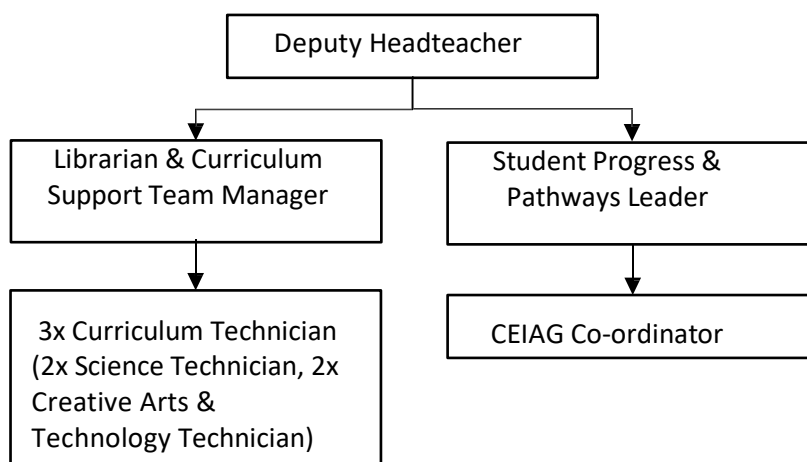 Deputy Headteacher
Librarian & Curriculum
Support Team Manager
Student Progress &
Pathways Leader
3x Curriculum Technician
(2x Science Technician, 2x
Creative Arts &
Technology Technician)
CEIAG Co-ordinator